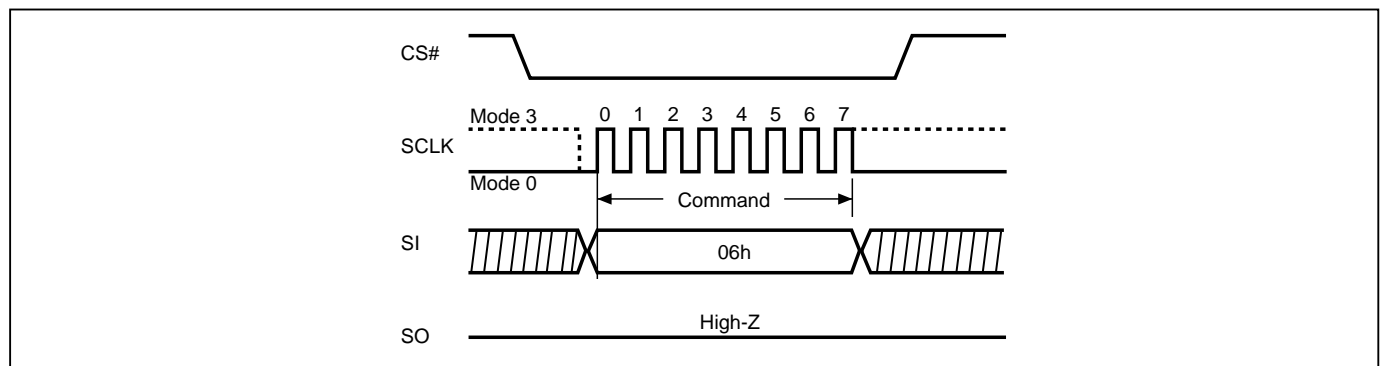 CS#
Mode 3 0 1 2 3 4 5 6 7
SCLK
Mode 0
Command
SI
06h
High-Z
SO